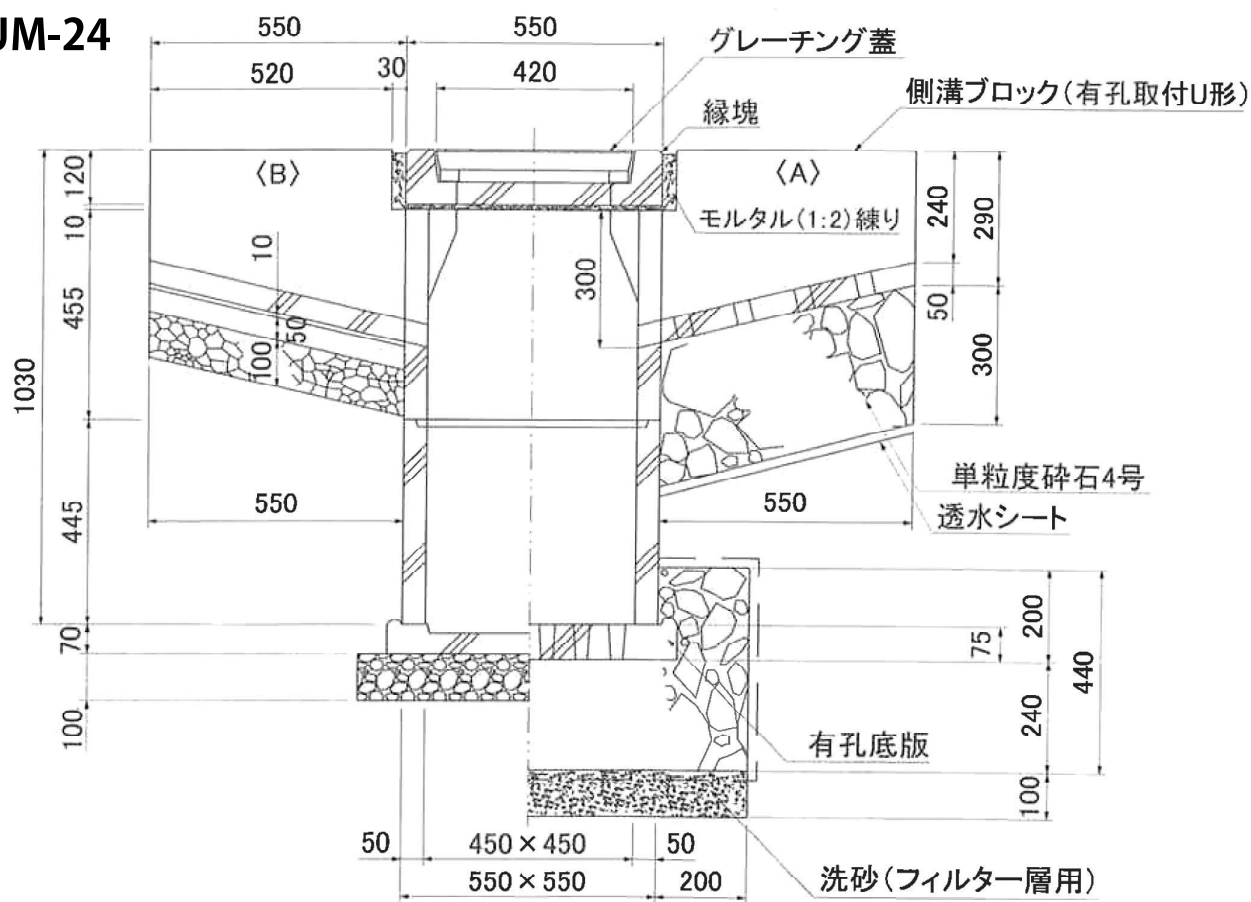 UM-24
550
550
グレーチング蓋
520
30
420
側溝ブロック（有孔取付U形）
縁塊
〈B〉
〈A〉
120
10
455
1030
445
70
100
10
50
100
300
モルタル（1:2）練り
240
290
50
300
単粒度砕石4号
550
550
透水シート
75
200
240
440
100
有孔底版
50
450×450
50
550×550
200
洗砂（フィルター層用）